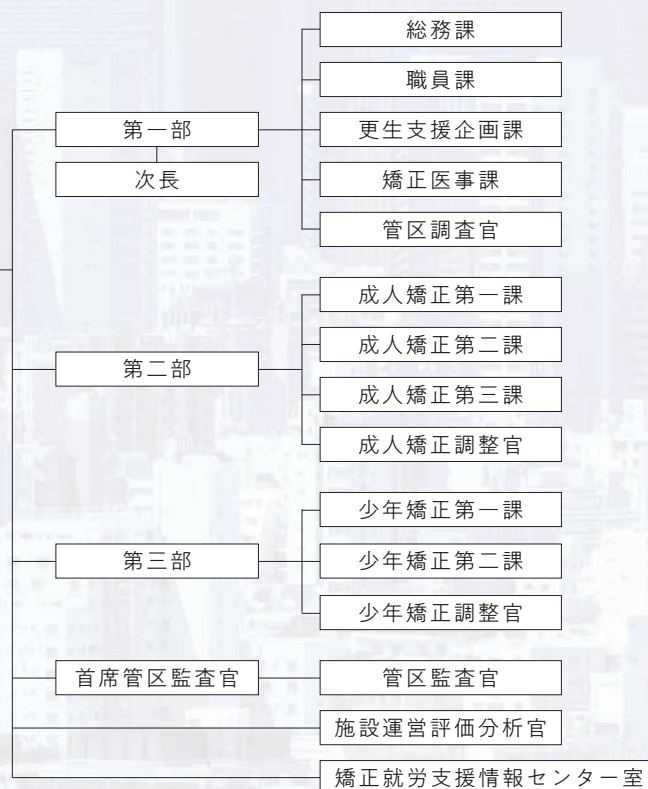 第一部
次長
総務課
職員課
更生支援企画課
矯正医事課
管区調査官
第二部
成人矯正第一課
成人矯正第二課
成人矯正第三課
成人矯正調整官
第三部
少年矯正第一課
少年矯正第二課
少年矯正調整官
首席管区監査官
管区監査官
施設運営評価分析官
矯正就労支援情報センター室